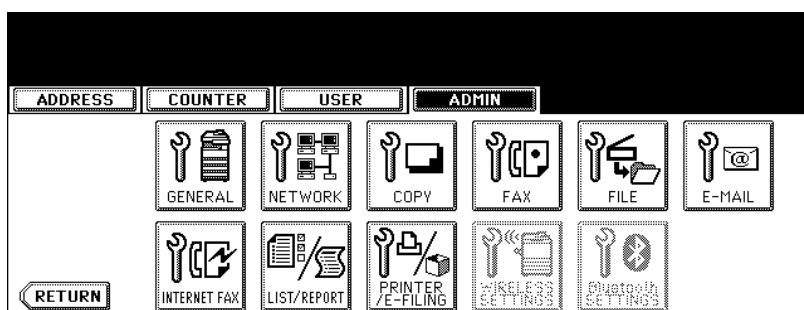 ADDRESS COUNTER USER ADMIN
GENERAL NETWORK COPY FAX FILE E-MAIL
@
INTERNET FAX LIST/REPORT PRINTER
/E-FILING WIRELESS
SETTINGS Bluetooth
SETTINGS
RETURN